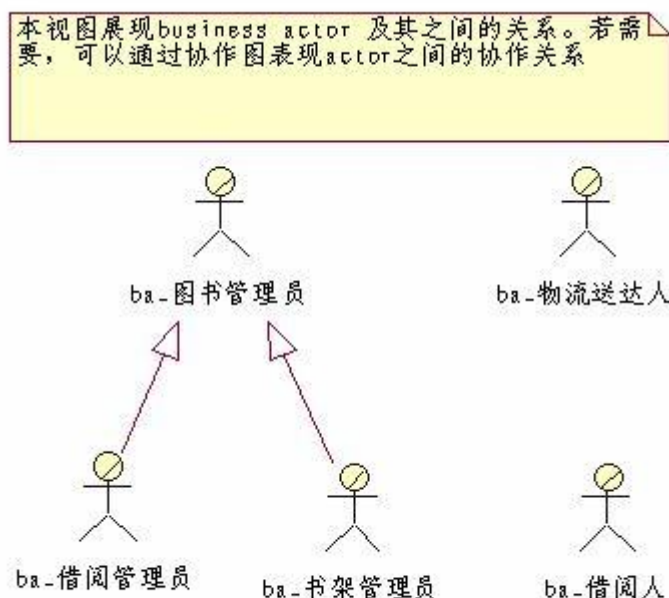 本视图展现business actor 及其之间的关系。若需
要，可以通过协作图表现actor之间的协作关系
ba_图书管理员
ba_物流送达人
ba_借阅管理员
ba_书架管理员
ba_借阅人